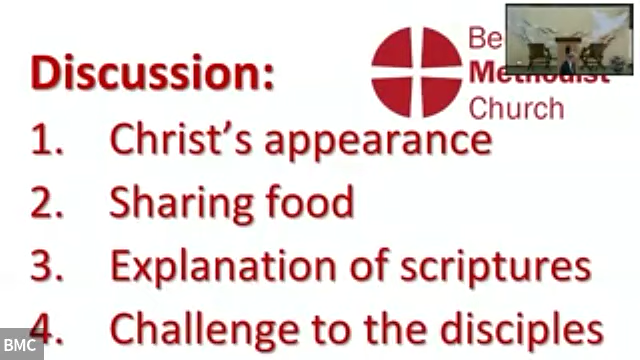 Discussion:
Be
Methodist
Church
1. Christ's appearance
2. Sharing food
3. Explanation of scriptures
4. Challenge to the disciples
BMC